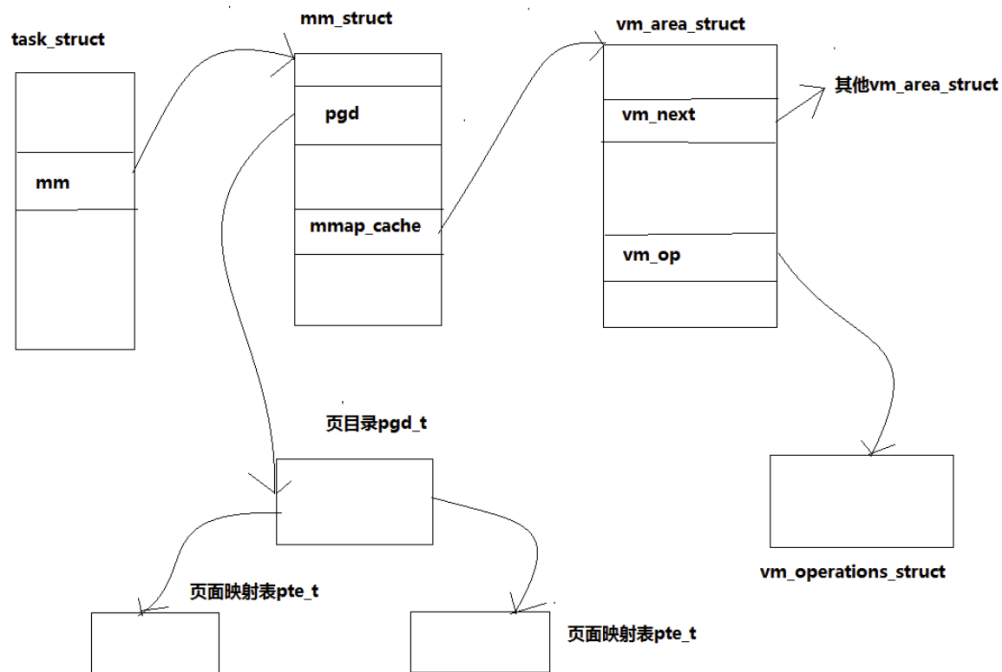 mm_struct
task_struct
vm_area_struct
其他vm_area_struct
pgd
vm_next
mm
mmap_cache
vm_op
页目录pgd_t
vm_operations_struct
页面映射表pte_t
页面映射表pte_t